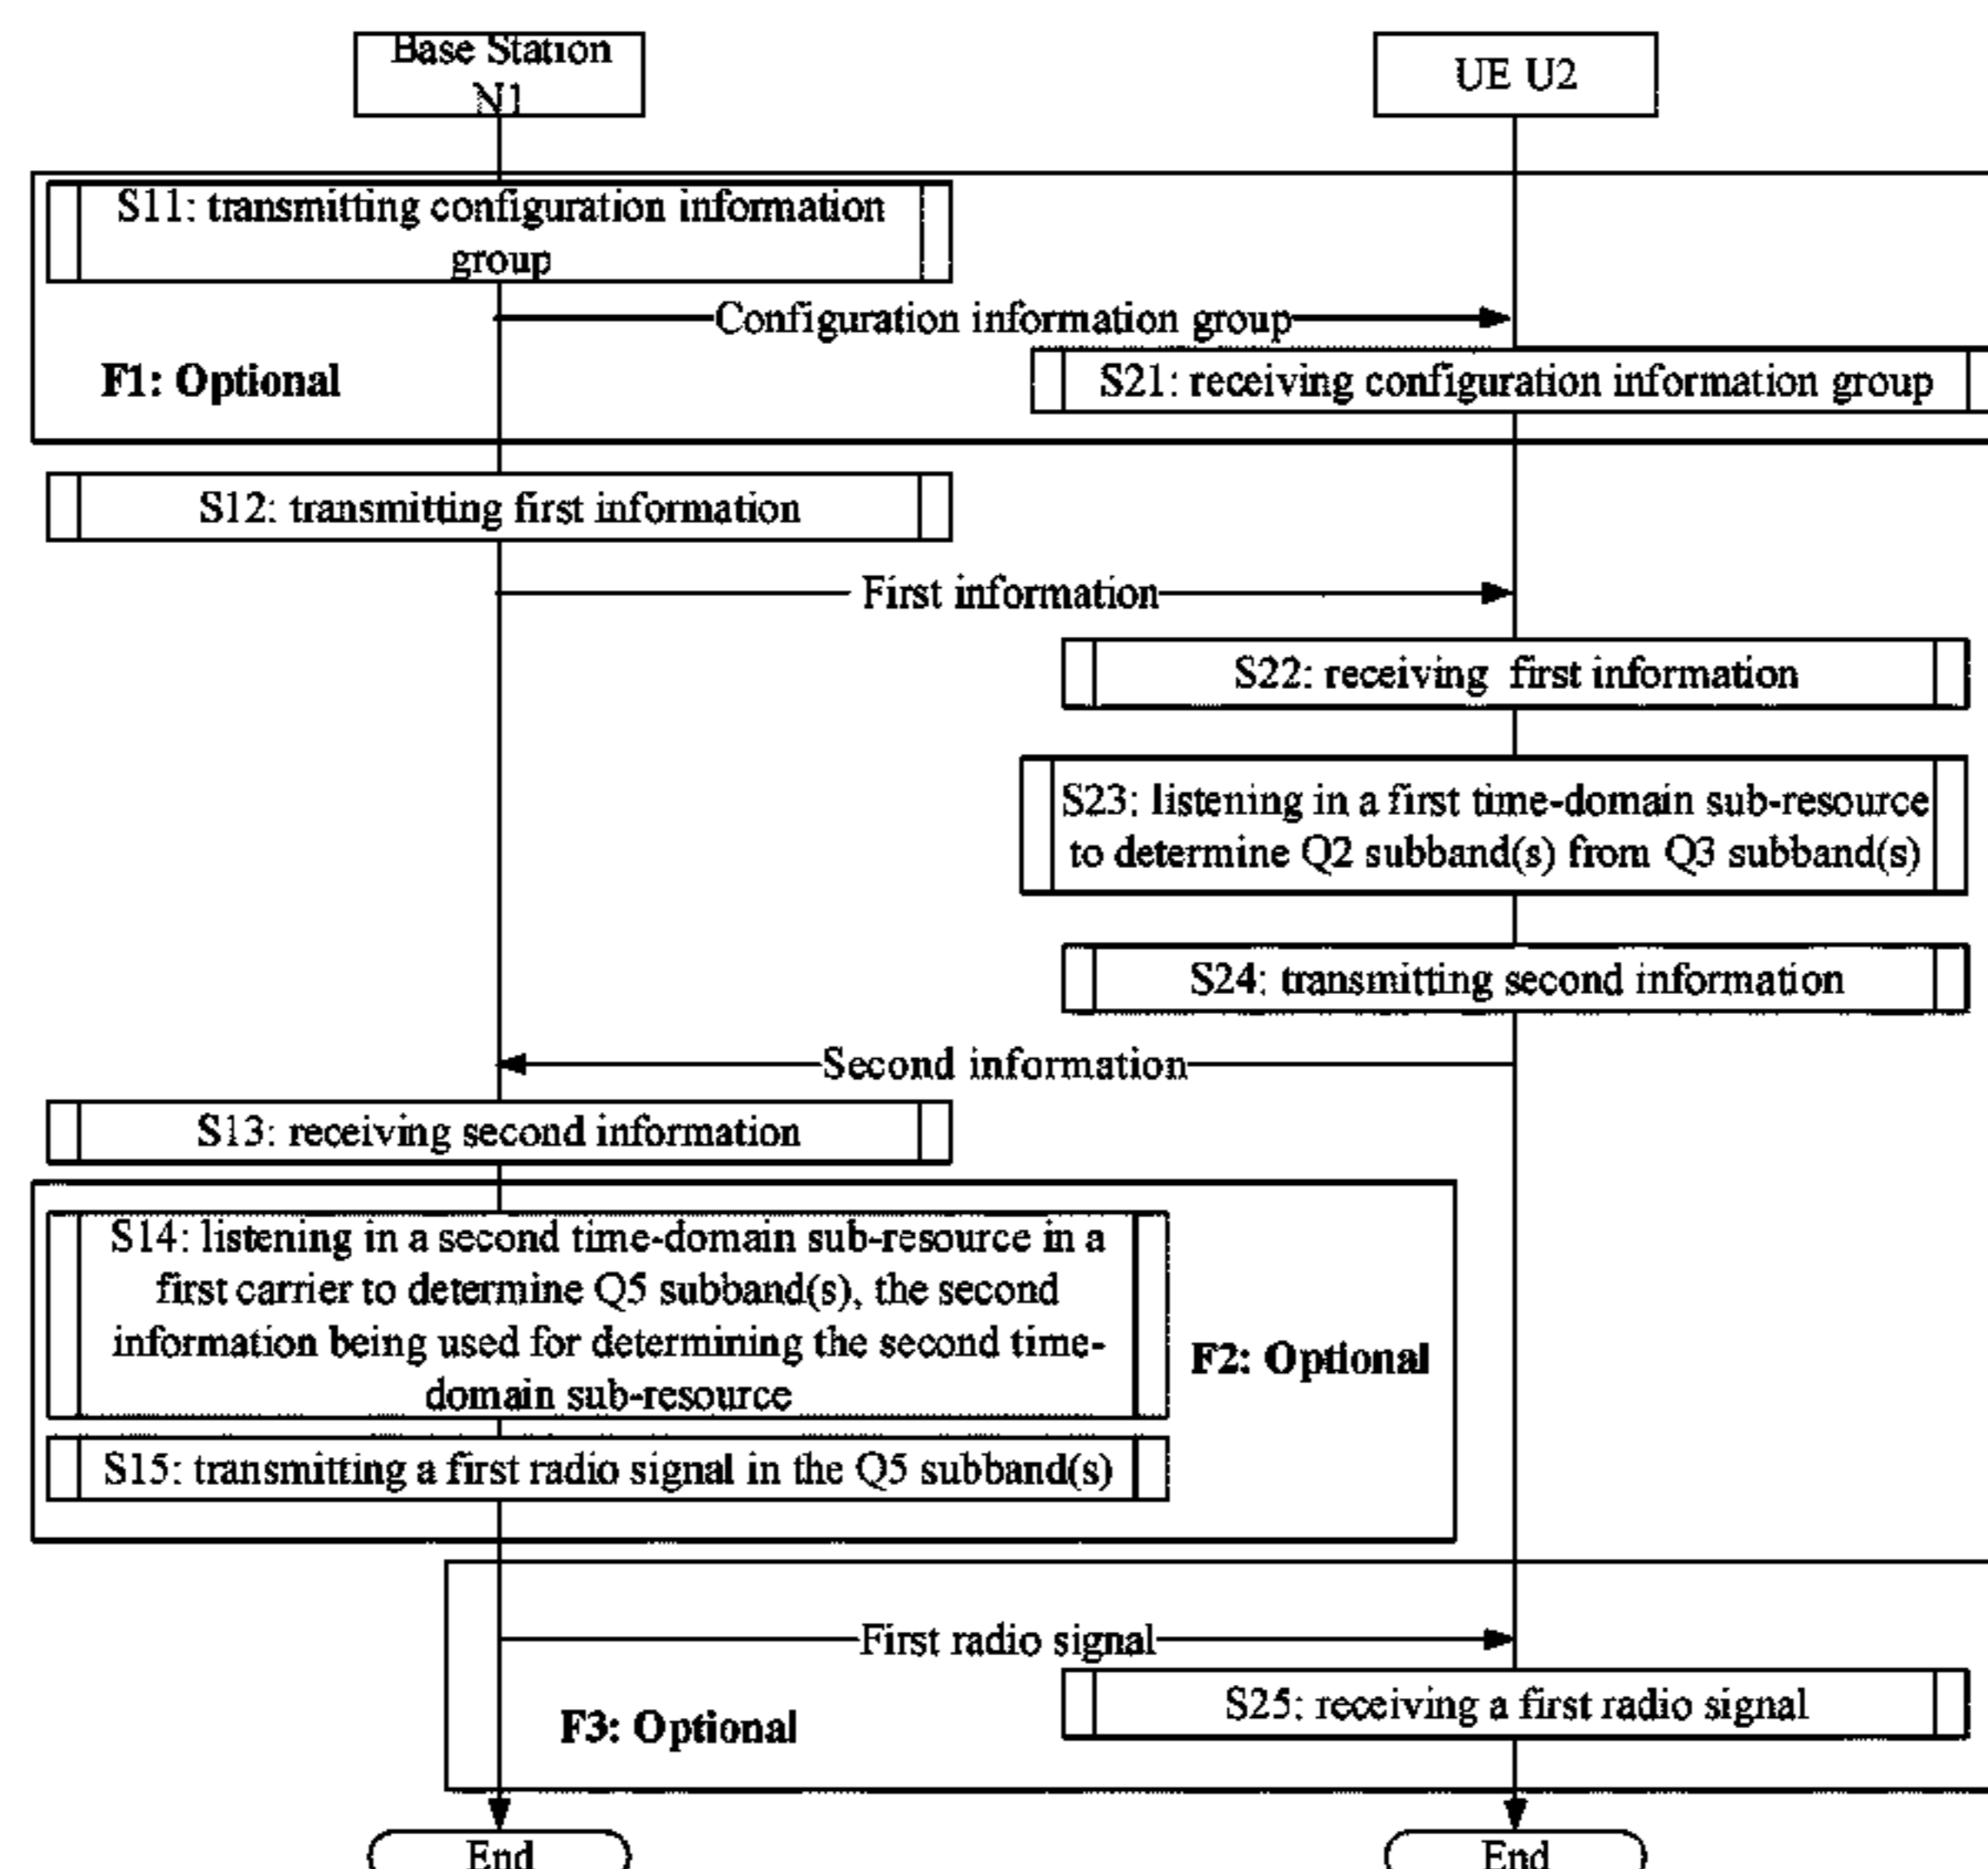 Base Station
N1
UE U2
S11: transmitting configuration information
group
Configuration information group
F1: Optional
S21: receiving configuration information group
S12: transmitting first information
First information
S22: receiving first information
S23: listening in a first time-domain sub-resource
to determine Q2 subband(s) from Q3 subband(s)
S24: transmitting second information
Second information
S13: receiving second information
S14: listening in a second time-domain sub-resource in a
first carrier to determine Q5 subband(s), the second
information being used for determining the second time-
domain sub-resource
F2: Optional
S15: transmitting a first radio signal in the Q5 subband(s)
First radio signal
S25: receiving a first radio signal
F3: Optional
End
End